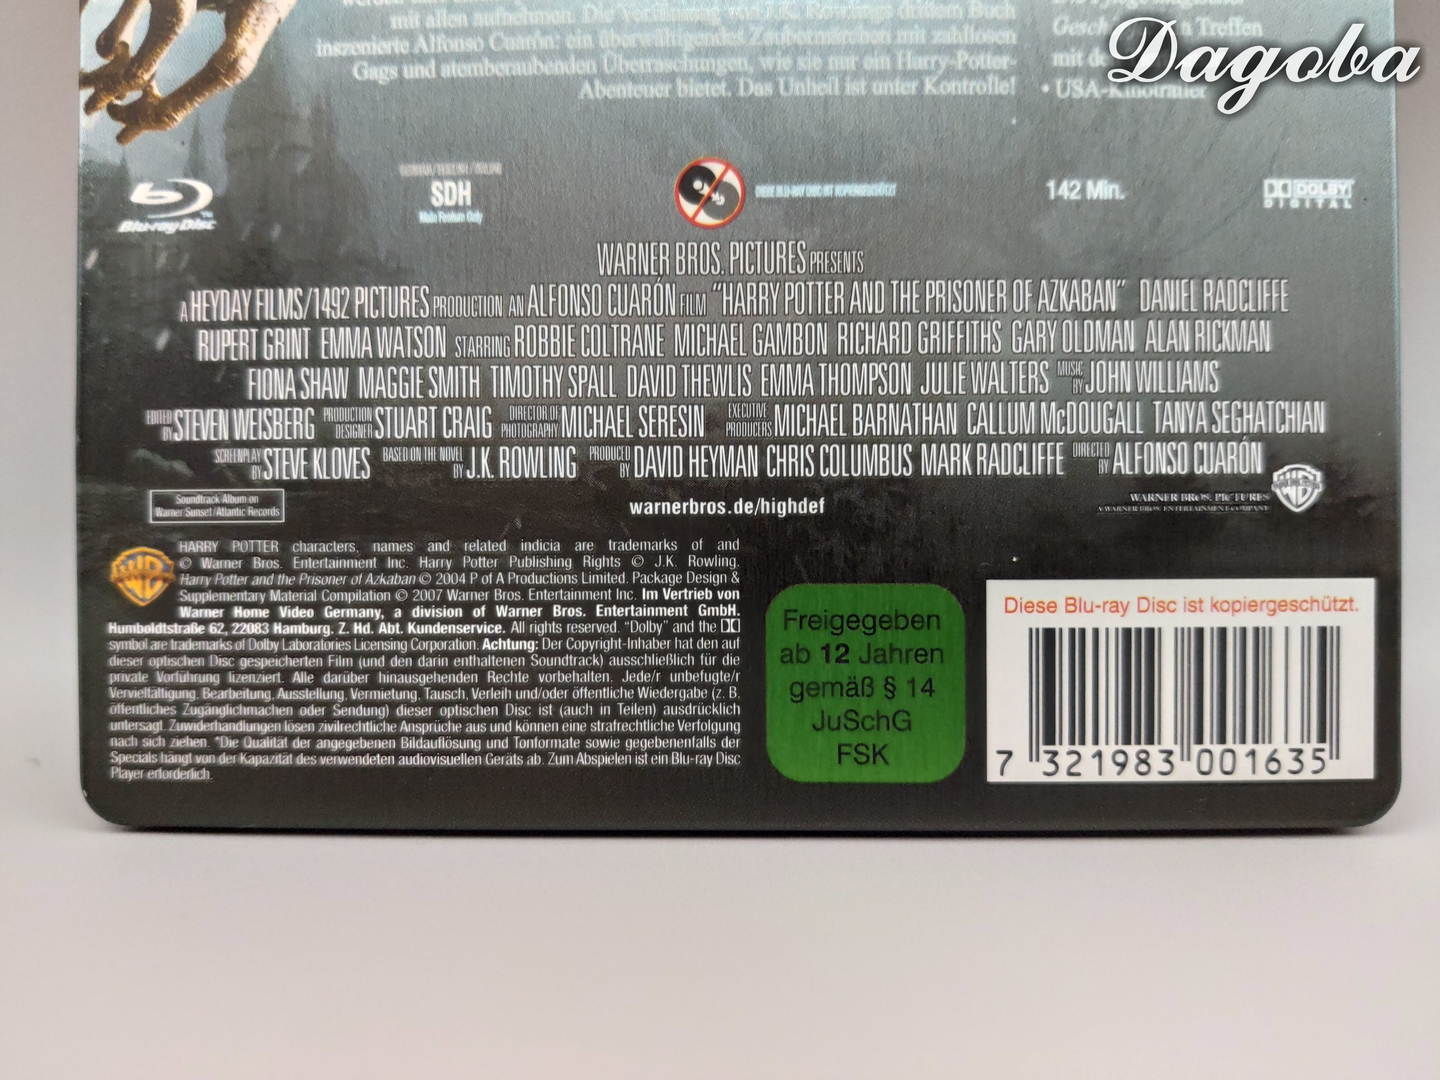 mit allen aufnehmen. Die Verfilmung von J.K. Rowlings drittem Buch
inszenierte Alfonso Cuarón: ein überwältigendes Zaubermärchen mit zahllosen
Gags und atemberaubenden Überraschungen, wie sie nur ein Harry-Potter-
Abenteuer bietet. Das Unheil ist unter Kontrolle!
Treffen
mit
• USA-Kinotrailer
Dagoba
Blu-ray Disc™
SDH
Main Feature Only
DIESE BLU-RAY DISC IST KOPIERGESCHÜTZT
142 Min.
DOLBY
DIGITAL
WARNER BROS. PICTURES PRESENTS
A HEYDAY FILMS/1492 PICTURES PRODUCTION AN ALFONSO CUARÓN FILM "HARRY POTTER AND THE PRISONER OF AZKABAN" DANIEL RADCLIFFE
RUPERT GRINT EMMA WATSON STARRING ROBBIE COLTRANE MICHAEL GAMBON RICHARD GRIFFITHS GARY OLDMAN ALAN RICKMAN
FIONA SHAW MAGGIE SMITH TIMOTHY SPALL DAVID THEWLIS EMMA THOMPSON JULIE WALTERS MUSIC BY JOHN WILLIAMS
EDITED BY STEVEN WEISBERG PRODUCTION DESIGNER STUART CRAIG DIRECTOR OF PHOTOGRAPHY MICHAEL SERESIN EXECUTIVE PRODUCERS MICHAEL BARNATHAN CALLUM McDOUGALL TANYA SEGHATCHIAN
SCREENPLAY BY STEVE KLOVES BASED ON THE NOVEL BY J.K. ROWLING PRODUCED BY DAVID HEYMAN CHRIS COLUMBUS MARK RADCLIFFE DIRECTED BY ALFONSO CUARÓN
Soundtrack Album on
Warner Sunset/Atlantic Records
warnerbros.de/highdef
WARNER BROS. PICTURES
A WARNER BROS. ENTERTAINMENT COMPANY
HARRY POTTER characters, names and related indicia are trademarks of and
© Warner Bros. Entertainment Inc. Harry Potter Publishing Rights © J.K. Rowling.
Harry Potter and the Prisoner of Azkaban © 2004 P of A Productions Limited. Package Design &
Supplementary Material Compilation © 2007 Warner Bros. Entertainment Inc. Im Vertrieb von
Warner Home Video Germany, a division of Warner Bros. Entertainment GmbH.
Humboldtstraße 62, 22083 Hamburg. Z. Hd. Abt. Kundenservice. All rights reserved. "Dolby" and the
symbol are trademarks of Dolby Laboratories Licensing Corporation. Achtung: Der Copyright-Inhaber hat den auf
dieser optischen Disc gespeicherten Film (und den darin enthaltenen Soundtrack) ausschließlich für die
private Vorführung lizenziert. Alle darüber hinausgehenden Rechte vorbehalten. Jede/r unbefugte/r
Vervielfältigung, Bearbeitung, Ausstellung, Vermietung, Tausch, Verleih und/oder öffentliche Wiedergabe (z. B.
öffentliches Zugänglichmachen oder Sendung) dieser optischen Disc ist (auch in Teilen) ausdrücklich
untersagt. Zuwiderhandlungen lösen zivilrechtliche Ansprüche aus und können eine strafrechtliche Verfolgung
nach sich ziehen. *Die Qualität der angegebenen Bildauflösung und Tonformate sowie gegebenenfalls der
Specials hängt von der Kapazität des verwendeten audiovisuellen Geräts ab. Zum Abspielen ist ein Blu-ray Disc
Player erforderlich.
Freigegeben
ab 12 Jahren
gemäß § 14
JuSchG
FSK
Diese Blu-ray Disc ist kopiergeschützt.
7 321983 001635